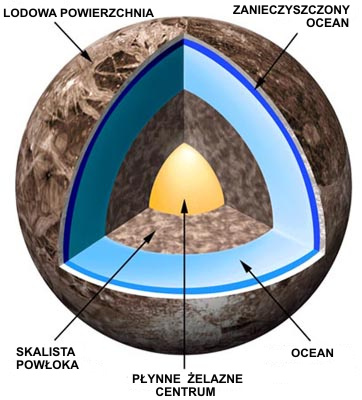 LODOWA POWIERZCHNIA
ZANIECZYSZCZONY
OCEAN
SKALISTA
POWŁOKA
PŁYNNE ŻELAZNE
CENTRUM
OCEAN